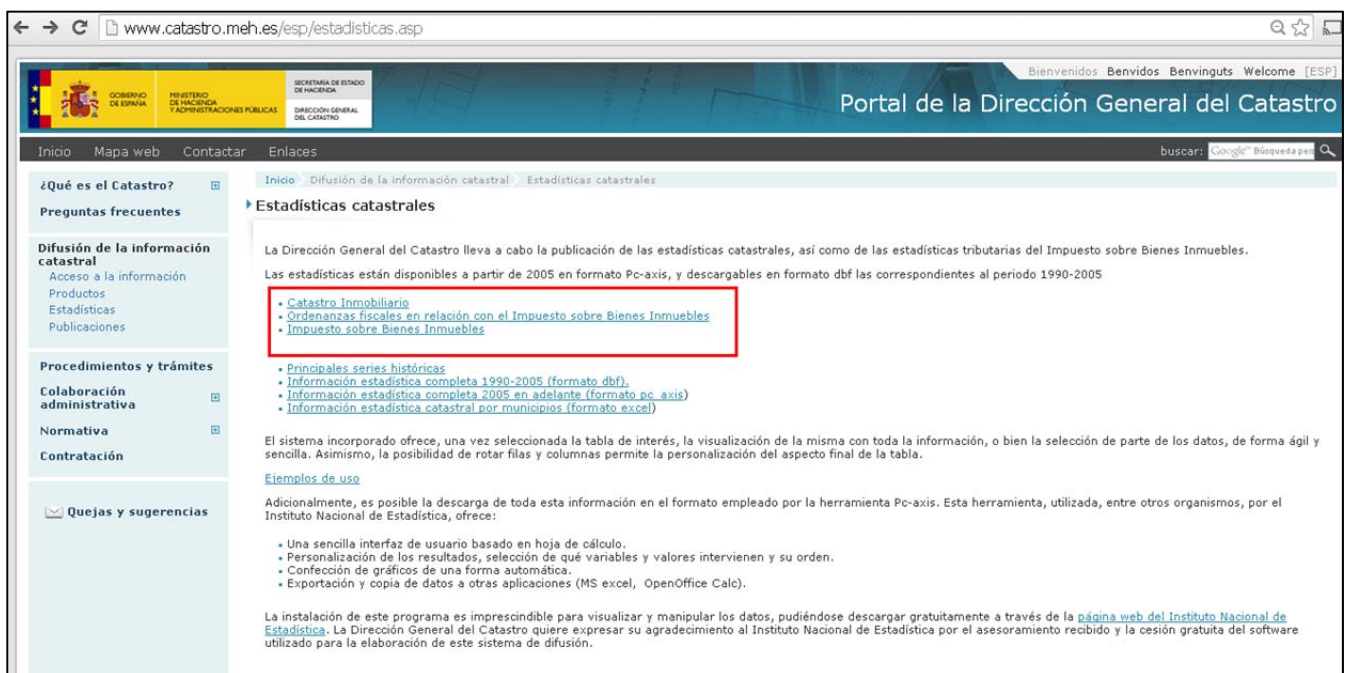 www.catastro.meh.es/esp/estadisticas.asp
Bienvenidos Benvidos Benvinguts Welcome [ESP]
GOBIERNO DE ESPAÑA
MINISTERIO DE HACIENDA Y ADMINISTRACIONES PÚBLICAS
SECRETARÍA DE ESTADO DE HACIENDA
DIRECCIÓN GENERAL DEL CATASTRO
Portal de la Dirección General del Catastro
Inicio Mapa web Contactar Enlaces
buscar: Google™ Búsqueda per
¿Qué es el Catastro?
Preguntas frecuentes
Difusión de la información
catastral
Acceso a la información
Productos
Estadísticas
Publicaciones
Procedimientos y trámites
Colaboración
administrativa
Normativa
Contratación
Quejas y sugerencias
Inicio Difusión de la información catastral Estadísticas catastrales
Estadísticas catastrales
La Dirección General del Catastro lleva a cabo la publicación de las estadísticas catastrales, así como de las estadísticas tributarias del Impuesto sobre Bienes Inmuebles.
Las estadísticas están disponibles a partir de 2005 en formato Pc-axis, y descargables en formato dbf las correspondientes al periodo 1990-2005
• Catastro Inmobiliario
• Ordenanzas fiscales en relación con el Impuesto sobre Bienes Inmuebles
• Impuesto sobre Bienes Inmuebles
• Principales series históricas
• Información estadística completa 1990-2005 (formato dbf).
• Información estadística completa 2005 en adelante (formato pc_axis)
• Información estadística catastral por municipios (formato excel)
El sistema incorporado ofrece, una vez seleccionada la tabla de interés, la visualización de la misma con toda la información, o bien la selección de parte de los datos, de forma ágil y
sencilla. Asimismo, la posibilidad de rotar filas y columnas permite la personalización del aspecto final de la tabla.
Ejemplos de uso
Adicionalmente, es posible la descarga de toda esta información en el formato empleado por la herramienta Pc-axis. Esta herramienta, utilizada, entre otros organismos, por el
Instituto Nacional de Estadística, ofrece:
• Una sencilla interfaz de usuario basado en hoja de cálculo.
• Personalización de los resultados, selección de qué variables y valores intervienen y su orden.
• Confección de gráficos de una forma automática.
• Exportación y copia de datos a otras aplicaciones (MS excel, OpenOffice Calc).
La instalación de este programa es imprescindible para visualizar y manipular los datos, pudiéndose descargar gratuitamente a través de la página web del Instituto Nacional de
Estadística. La Dirección General del Catastro quiere expresar su agradecimiento al Instituto Nacional de Estadística por el asesoramiento recibido y la cesión gratuita del software
utilizado para la elaboración de este sistema de difusión.